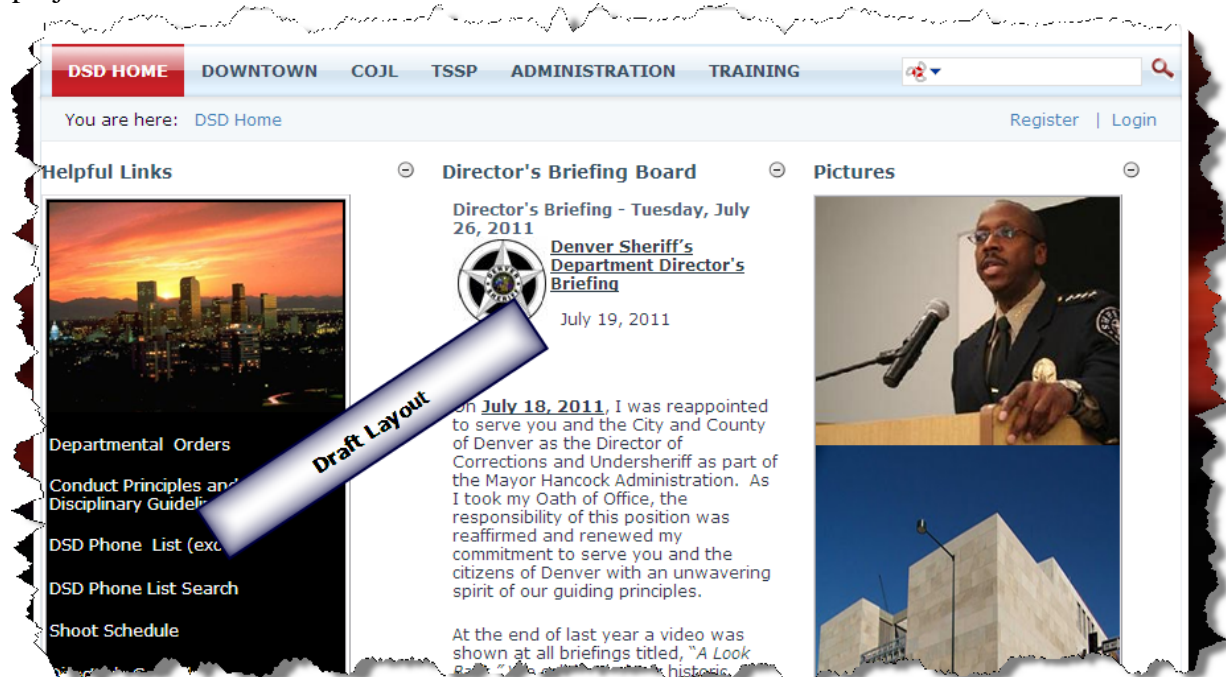 DSD HOME DOWNTOWN COJL TSSP ADMINISTRATION TRAINING
You are here: DSD Home
Register | Login
Helpful Links
Departmental Orders
Conduct Principles and
Disciplinary
DSD Phone List
DSD Phone List Search
Shoot Schedule
Draft Layout
Director's Briefing Board
Director's Briefing - Tuesday, July
26, 2011
Denver Sheriff's
Department Director's
Briefing
July 19, 2011
On July 18, 2011, I was reappointed
to serve you and the City and County
of Denver as the Director of
Corrections and Undersheriff as part of
the Mayor Hancock Administration. As
I took my Oath of Office, the
responsibility of this position was
reaffirmed and renewed my
commitment to serve you and the
citizens of Denver with an unwavering
spirit of our guiding principles.
At the end of last year a video was
shown at all briefings titled, "A Look
historic
Pictures